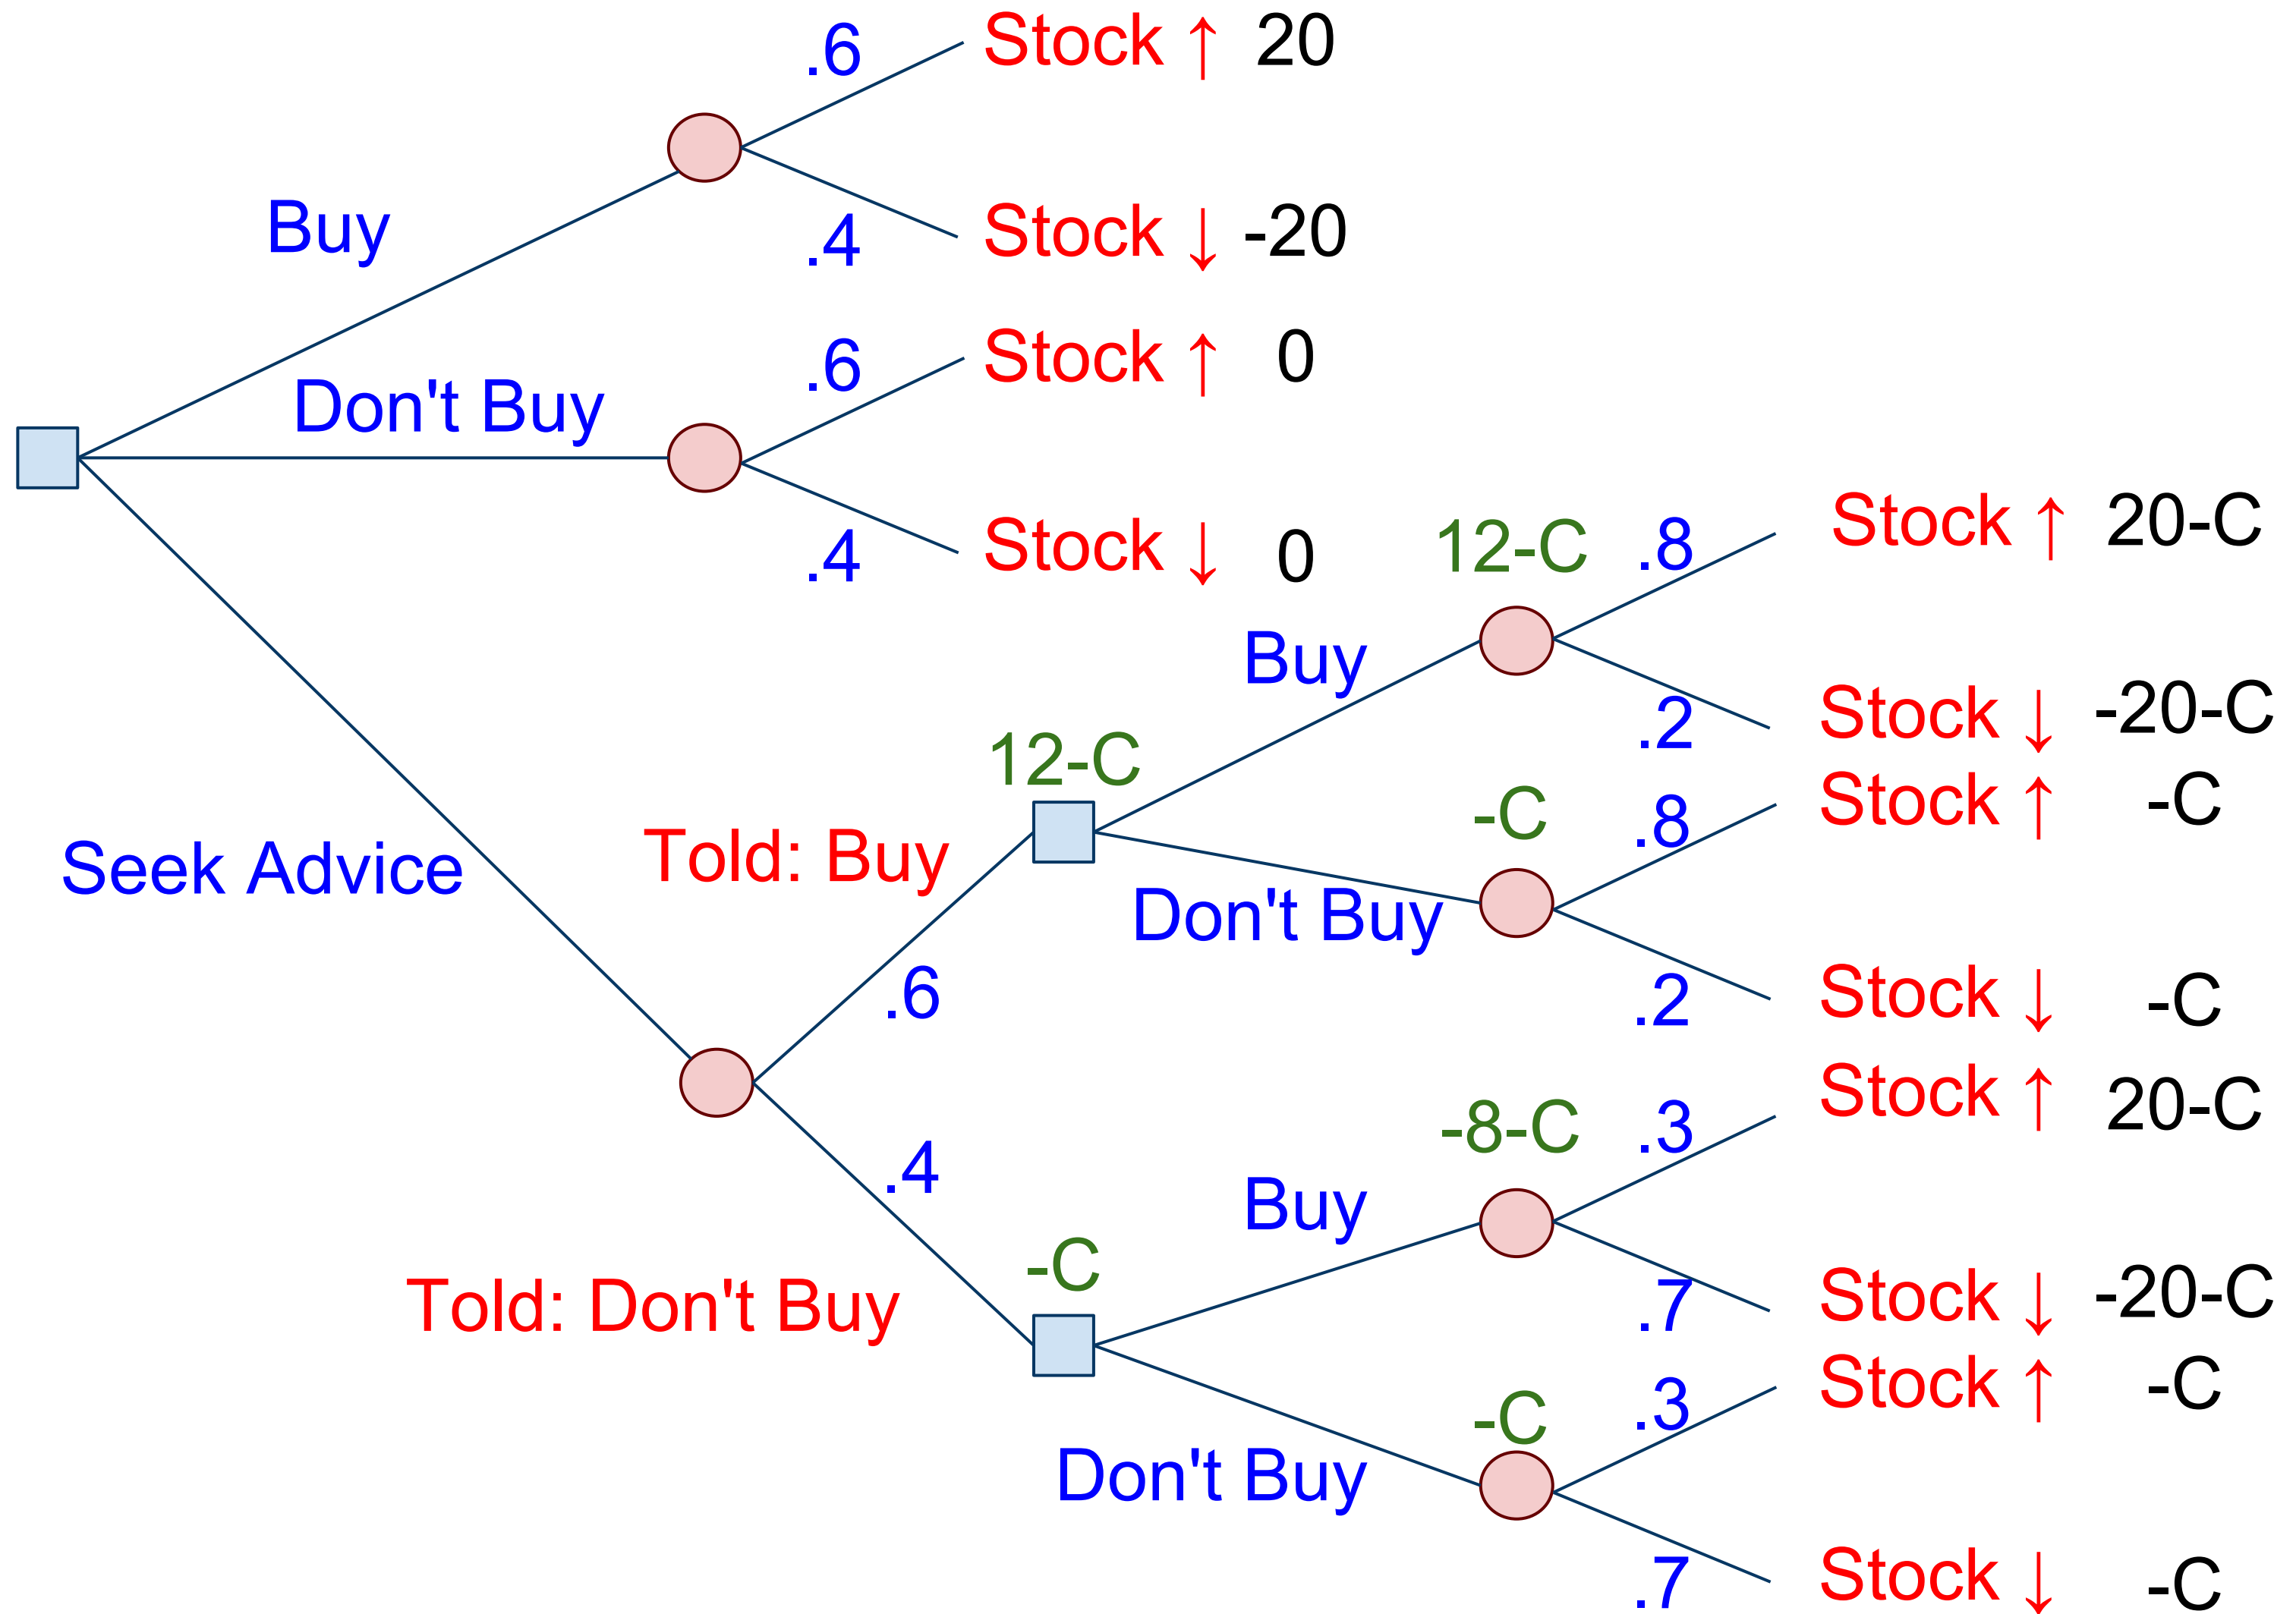 .6
Stock ↑ 20
Buy
.4
Stock ↓ -20
Don't Buy
.6
Stock ↑ 0
.4
Stock ↓ 0
12-C
.8
Stock ↑ 20-C
Buy
.2
Stock ↓ -20-C
12-C
Told: Buy
-C
.8
Stock ↑ -C
Seek Advice
Don't Buy
.6
.2
Stock ↓ -C
-8-C
.3
Stock ↑ 20-C
.4
Buy
-C
Told: Don't Buy
.7
Stock ↓ -20-C
-C
.3
Stock ↑ -C
Don't Buy
.7
Stock ↓ -C